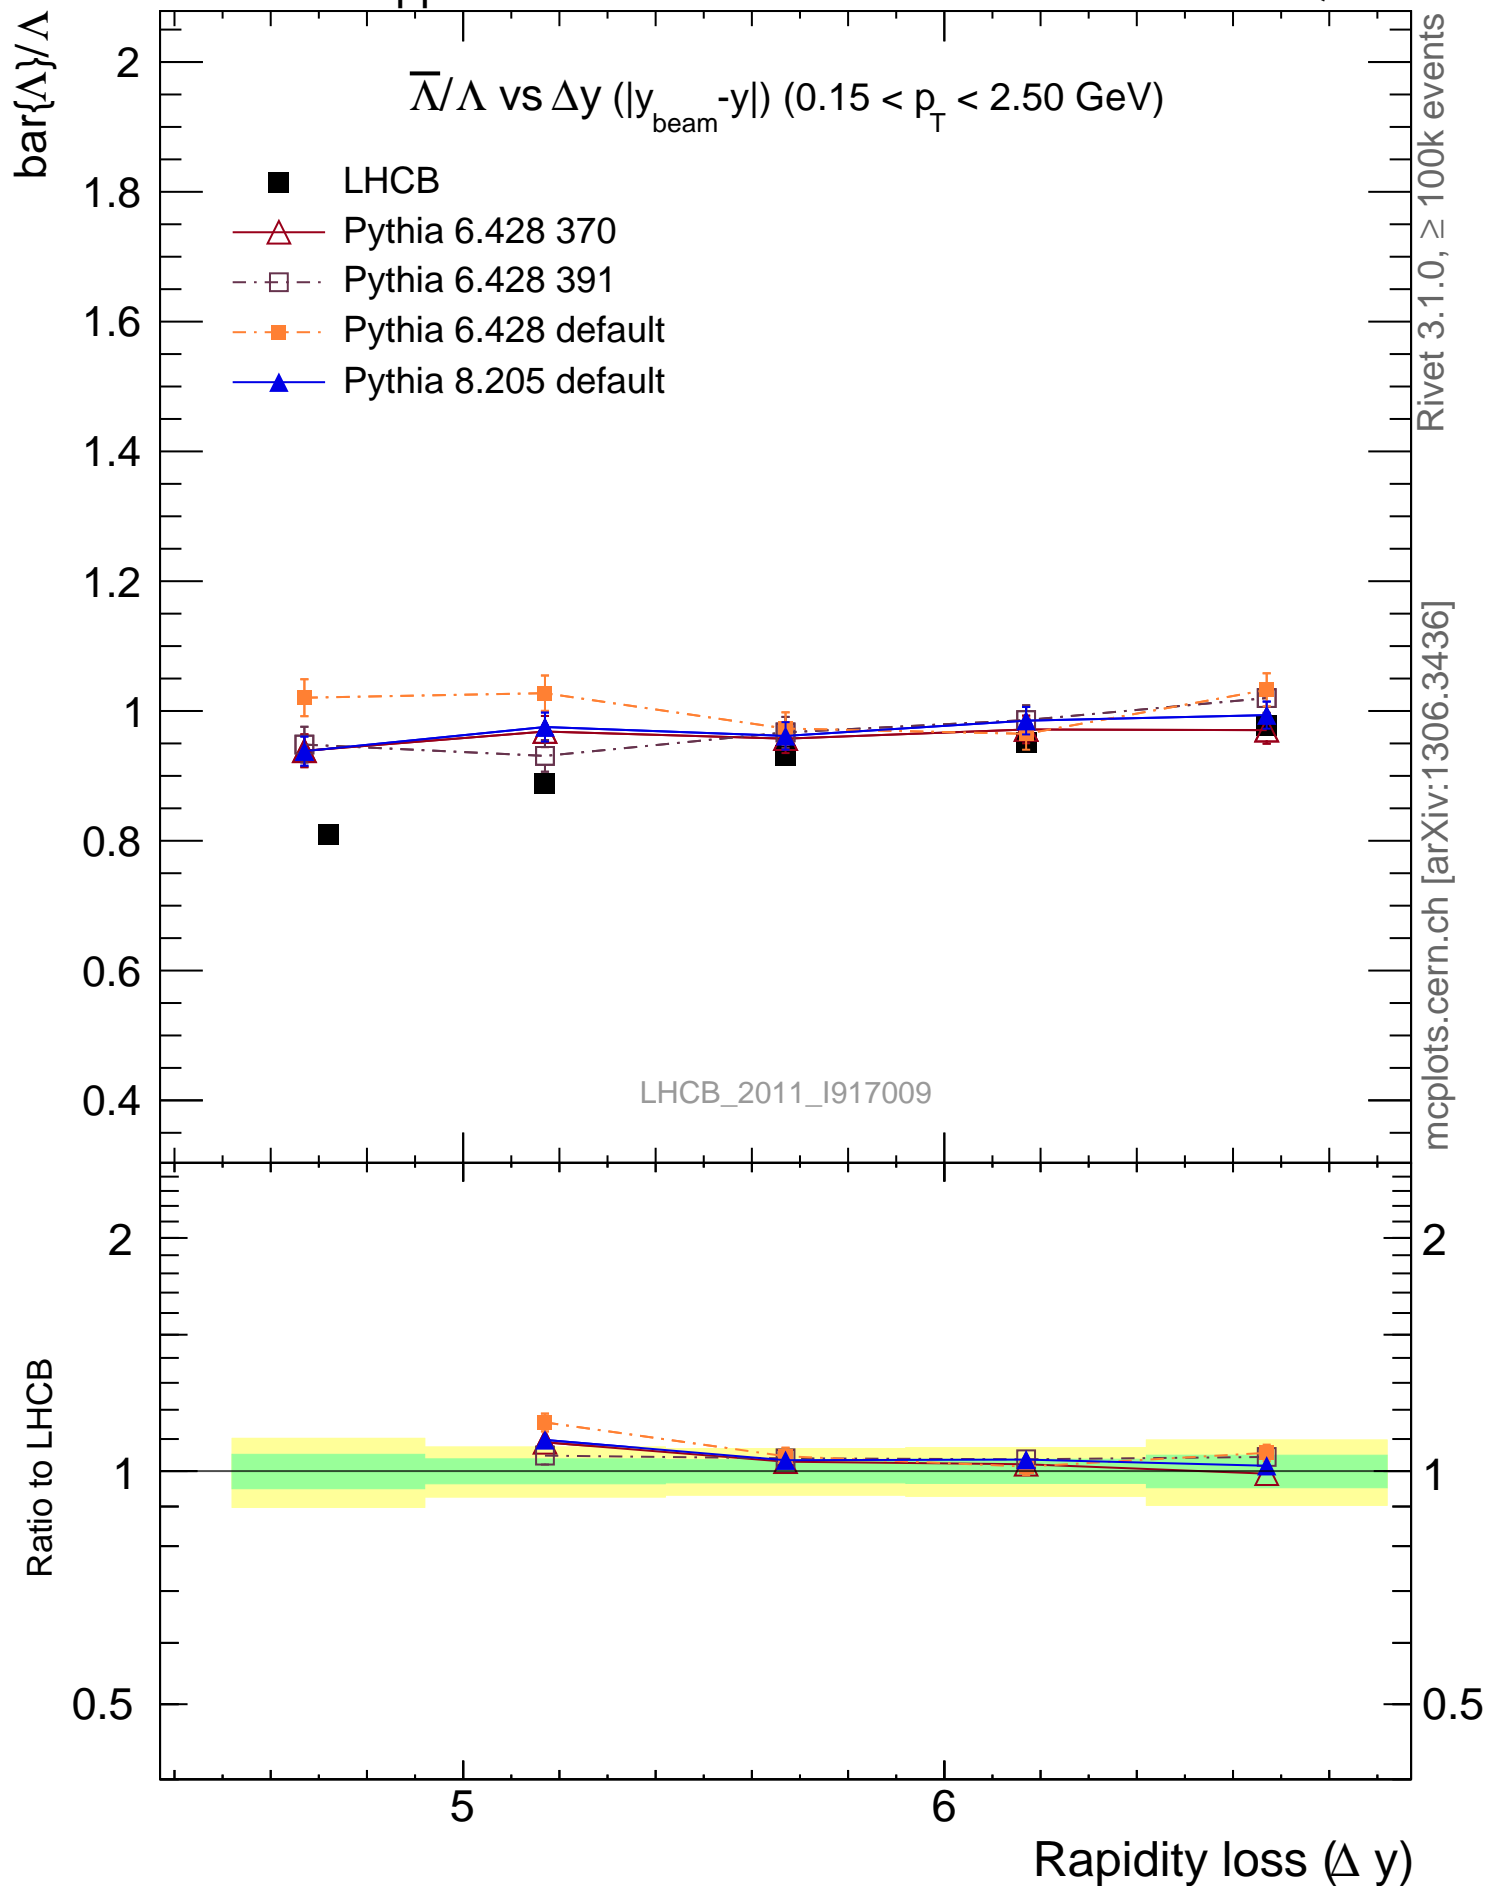 bar{Λ}/Λ
Λ̅/Λ vs Δy (|y_beam-y|) (0.15 < p_T < 2.50 GeV)
LHCB
Pythia 6.428 370
Pythia 6.428 391
Pythia 6.428 default
Pythia 8.205 default
2
1.8
1.6
1.4
1.2
1
0.8
0.6
0.4
LHCB_2011_I917009
Rivet 3.1.0, ≥ 100k events
mcplots.cern.ch [arXiv:1306.3436]
Ratio to LHCB
2
1
0.5
2
1
0.5
5
6
Rapidity loss (Δ y)